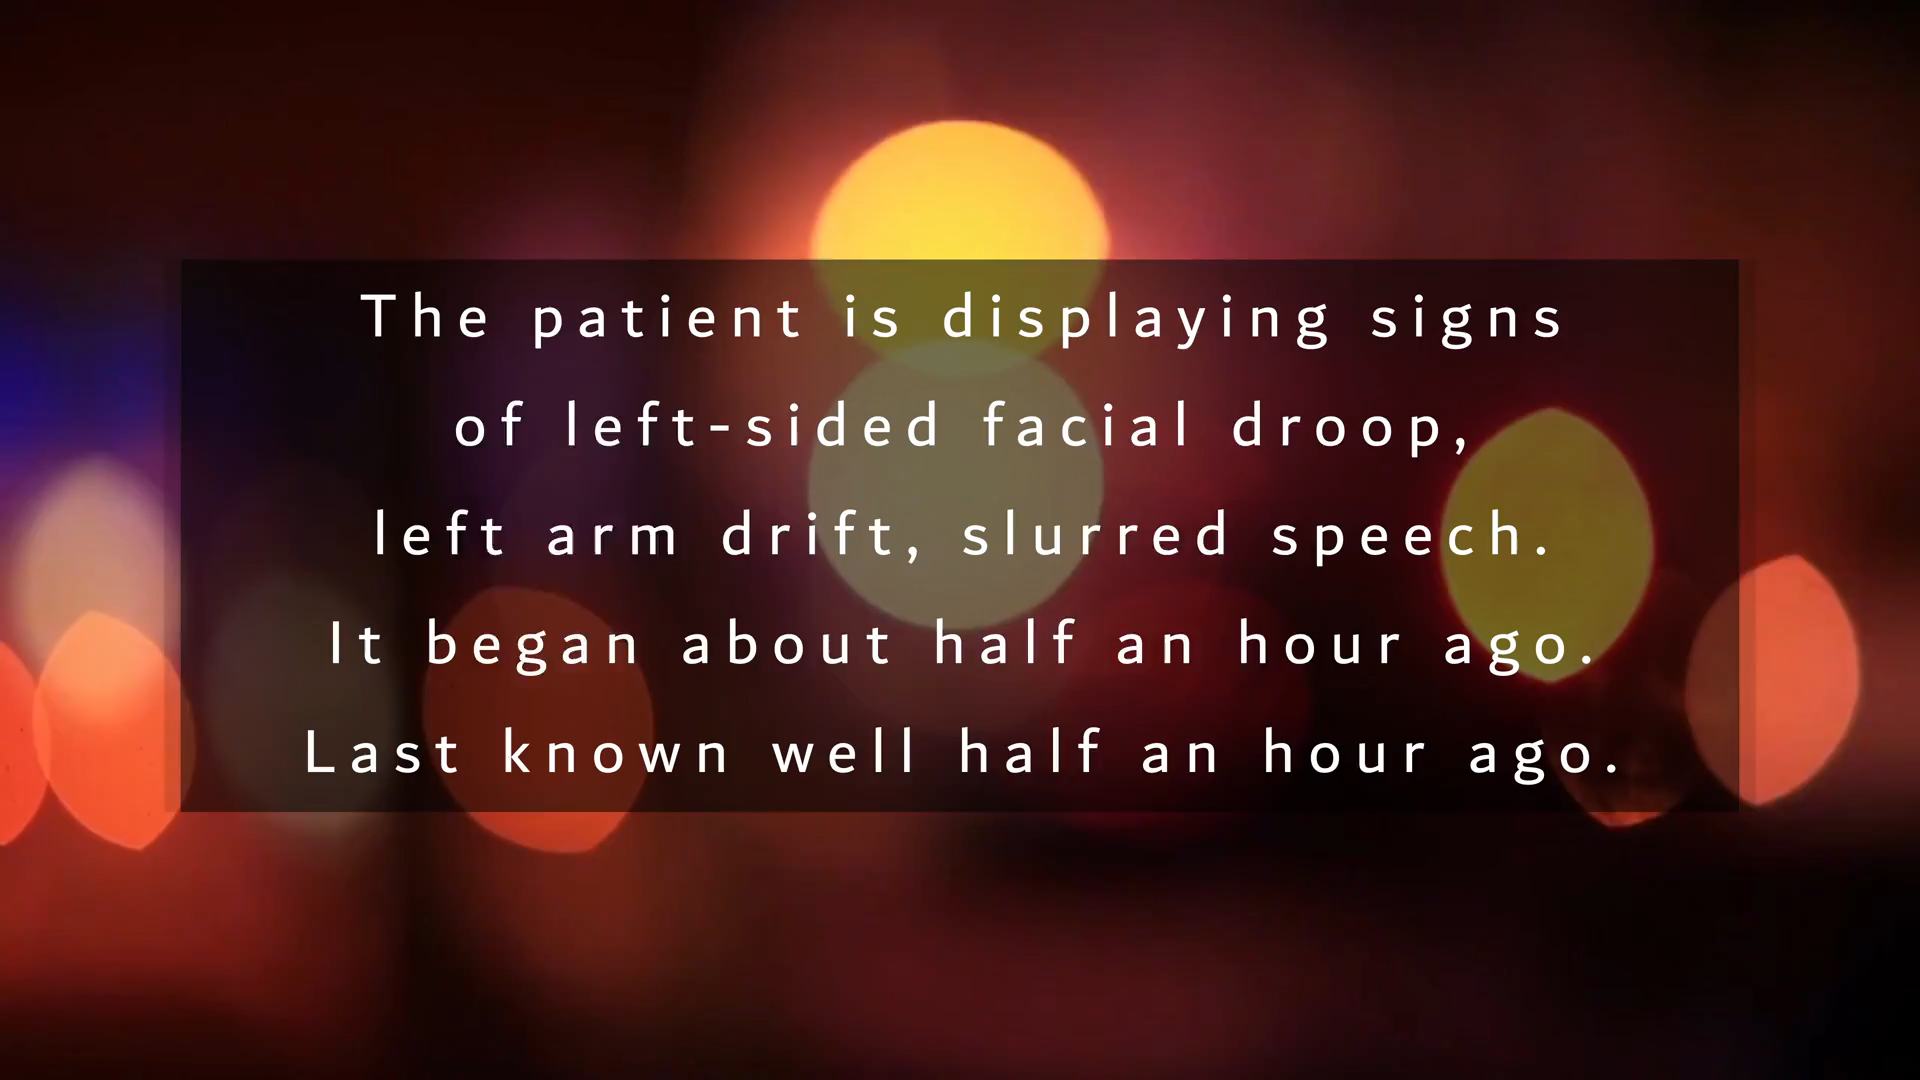 The patient is displaying signs
of left-sided facial droop,
left arm drift, slurred speech.
It began about half an hour ago.
Last known well half an hour ago.